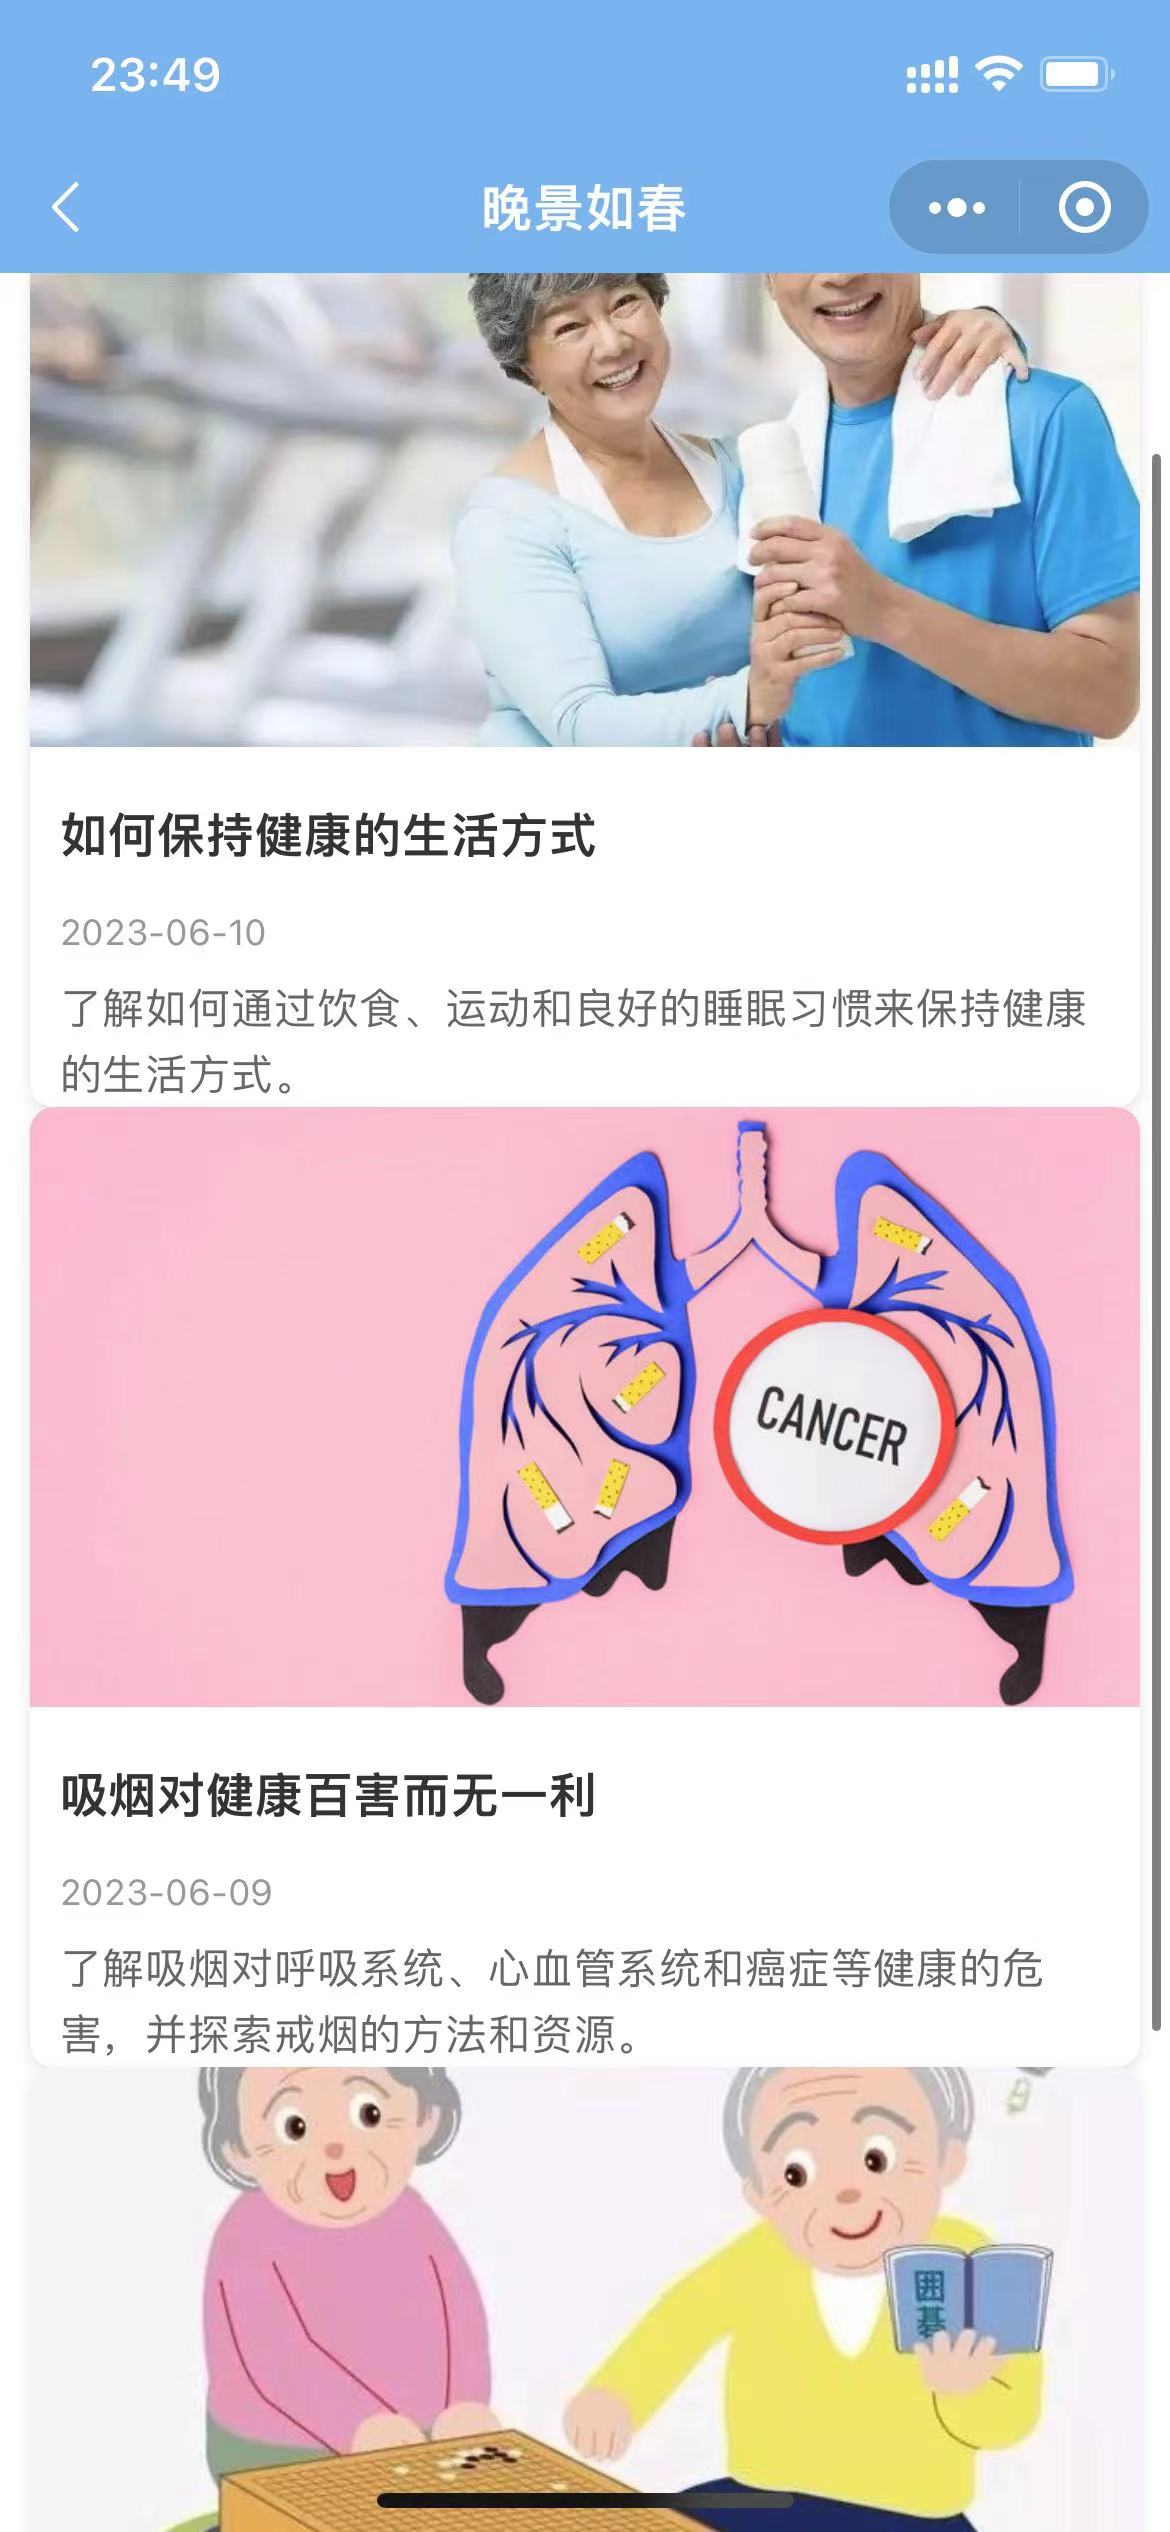 23:49
晚景如春
如何保持健康的生活方式
2023-06-10
了解如何通过饮食、运动和良好的睡眠习惯来保持健康
的生活方式。
CANCER
吸烟对健康百害而无一利
2023-06-09
了解吸烟对呼吸系统、心血管系统和癌症等健康的危
害，并探索戒烟的方法和资源。
囲碁